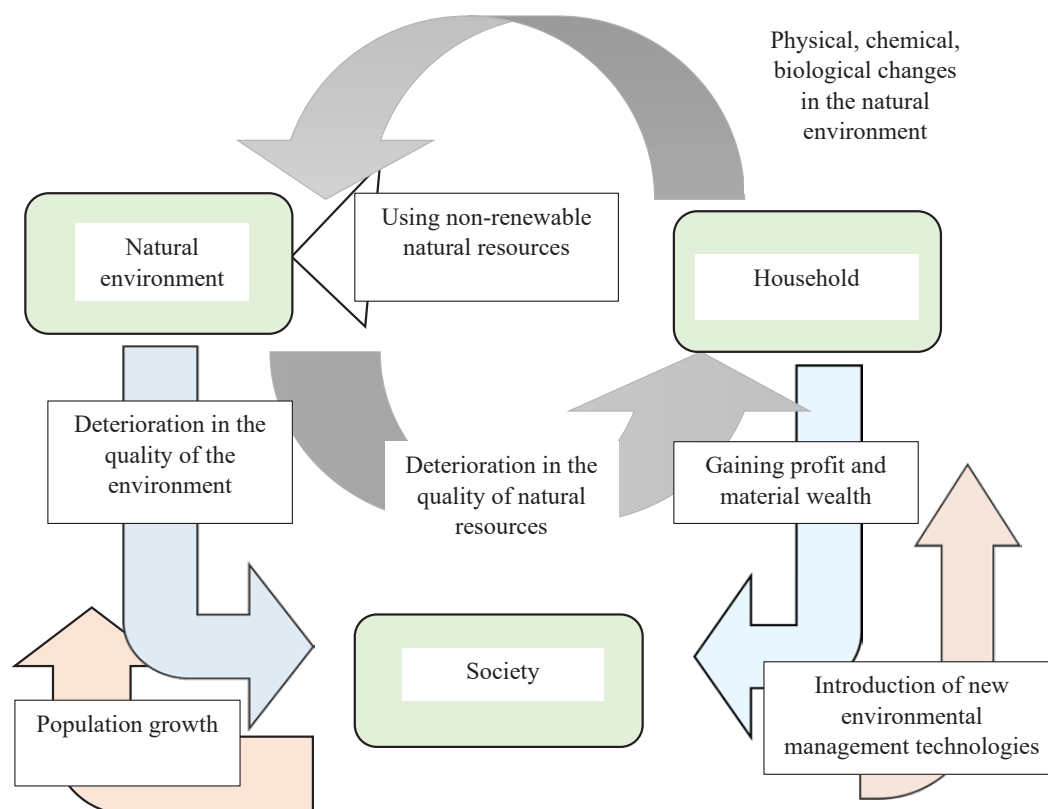 Physical, chemical,
biological changes
in the natural
environment
Using non-renewable
natural resources
Natural
environment
Household
Deterioration in the
quality of the
environment
Deterioration in the
quality of natural
resources
Gaining profit and
material wealth
Society
Population growth
Introduction of new
environmental
management technologies